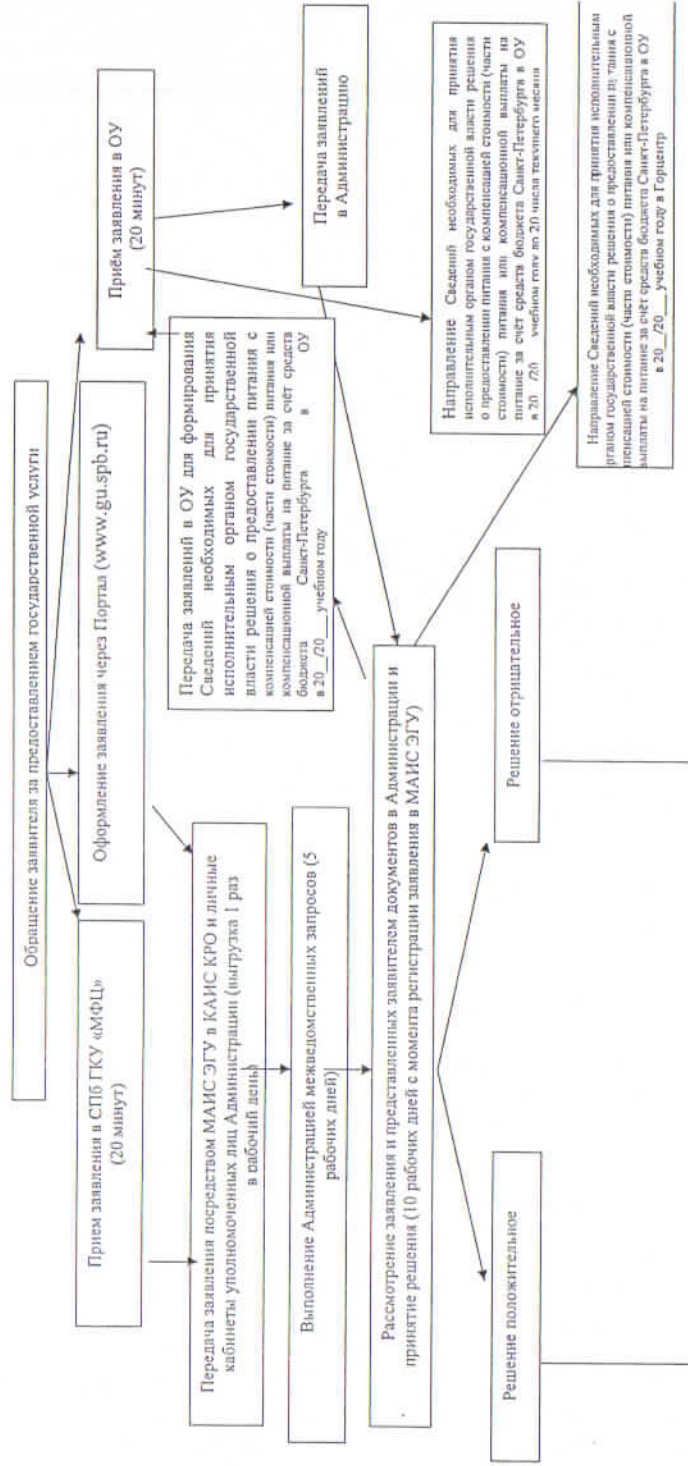 Обращение заявителя за предоставлением государственной услуги
Прием заявления в СПб ГКУ «МФЦ»
(20 минут)
Оформление заявления через Портал (www.gu.spb.ru)
Приём заявления в ОУ
(20 минут)
Передача заявления посредством МАИС ЭГУ в КАИС КРО и личные
кабинеты уполномоченных лиц Администрации (выгрузка 1 раз
в рабочий день)
Передача заявлений в ОУ для формирования
Сведений необходимых для принятия
исполнительным органом государственной
власти решения о предоставлении питания с
компенсацией стоимости (части стоимости) питания или
компенсационной выплаты на питание за счёт средств
бюджета Санкт-Петербурга в ОУ
в 20__/20___учебном году
Передача заявлений
в Администрацию
Выполнение Администрацией межведомственных запросов (5
рабочих дней)
Рассмотрение заявления и представленных заявителем документов в Администрации и
принятие решения (10 рабочих дней с момента регистрации заявления в МАИС ЭГУ)
Направление Сведений необходимых для принятия
исполнительным органом государственной власти решения
о предоставлении питания с компенсацией стоимости (части
стоимости) питания или компенсационной выплаты на
питание за счёт средств бюджета Санкт-Петербурга в ОУ
в 20__/20__ учебном году до 20 числа текущего месяца
Решение положительное
Решение отрицательное
Направление Сведений необходимых для принятия исполнительным
рганом государственной власти решения о предоставлении питания с
пенсацией стоимости (части стоимости) питания или компенсационной
выплаты на питание за счёт средств бюджета Санкт-Петербурга в ОУ
в 20__/20___ учебном году в Горцентр